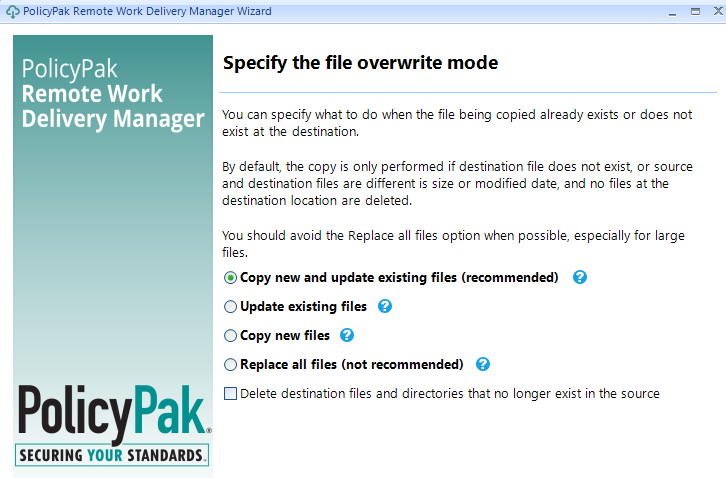 PolicyPak Remote Work Delivery Manager Wizard
PolicyPak
Remote Work
Delivery Manager
Specify the file overwrite mode
You can specify what to do when the file being copied already exists or does not
exist at the destination.
By default, the copy is only performed if destination file does not exist, or source
and destination files are different is size or modified date, and no files at the
destination location are deleted.
You should avoid the Replace all files option when possible, especially for large
files.
Copy new and update existing files (recommended) ?
Update existing files ?
Copy new files ?
Replace all files (not recommended) ?
Delete destination files and directories that no longer exist in the source
PolicyPak®
SECURING YOUR STANDARDS.